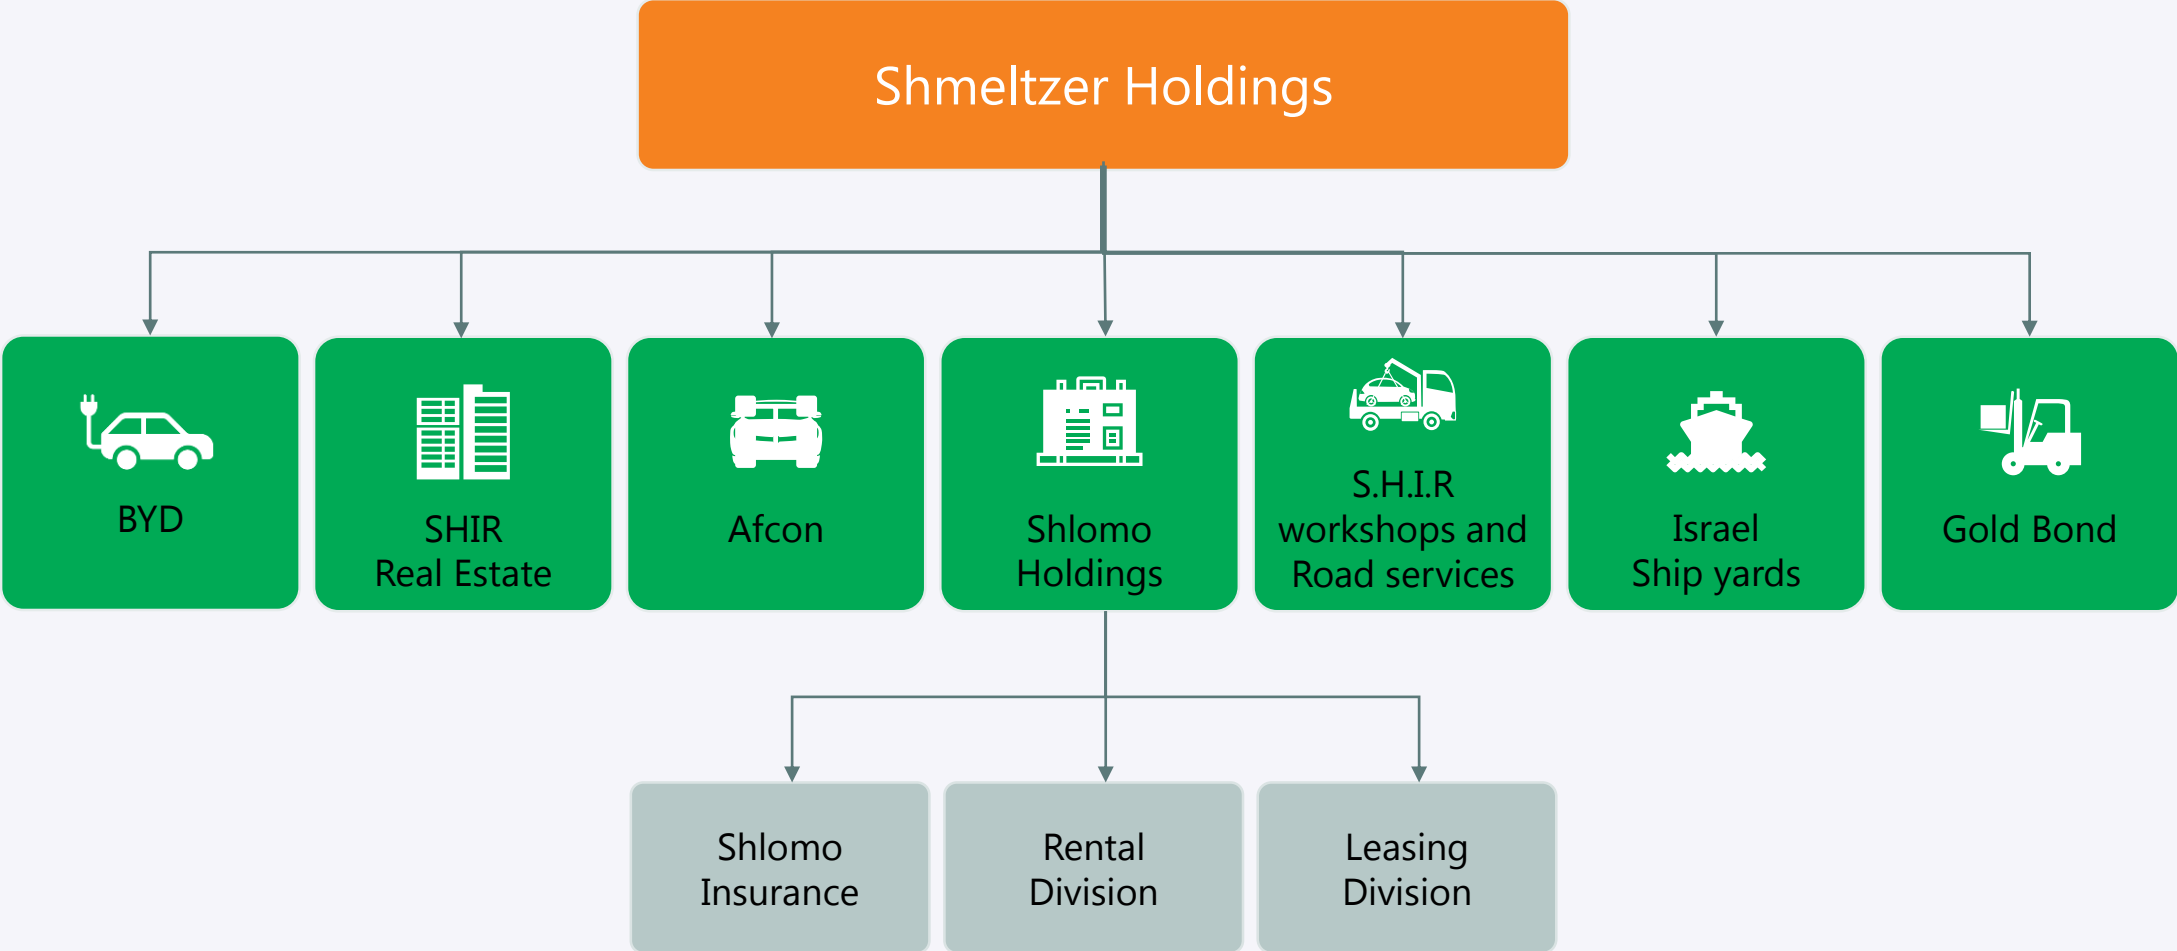 Shmeltzer Holdings
BYD
SHIR
Real Estate
Afcon
Shlomo
Holdings
S.H.I.R
workshops and
Road services
Israel
Ship yards
Gold Bond
Shlomo
Insurance
Rental
Division
Leasing
Division